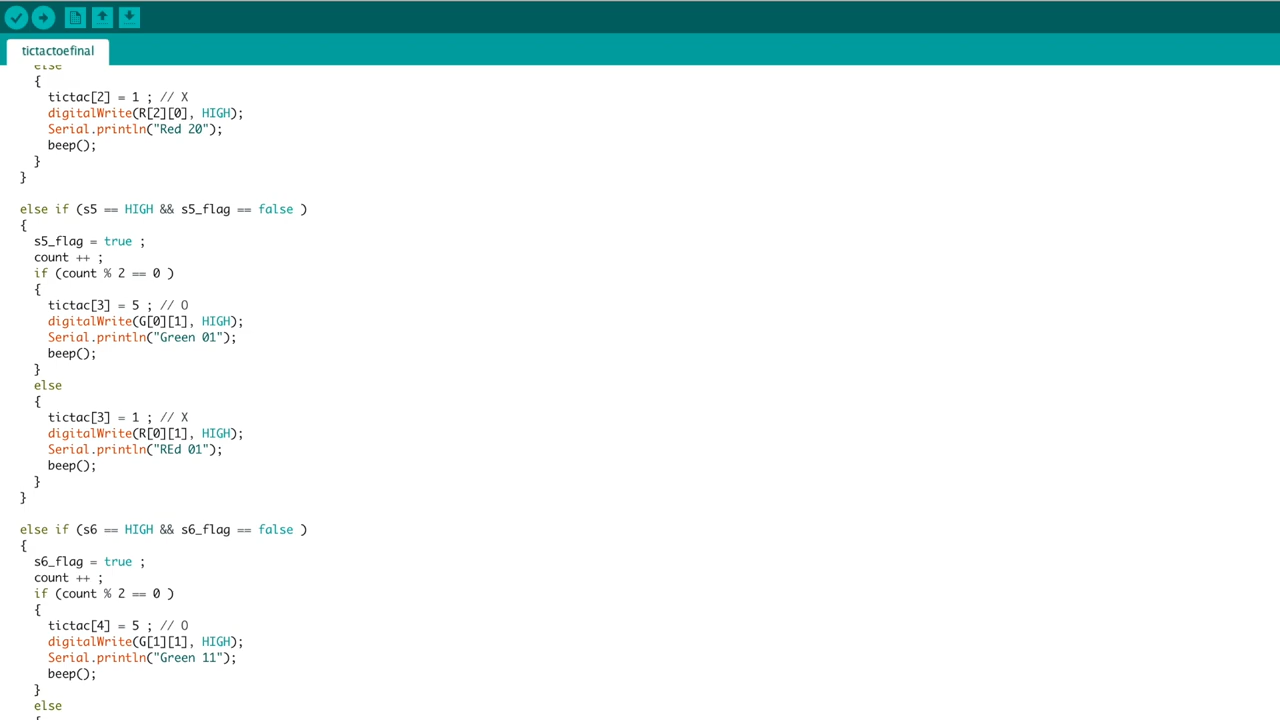 tictactoefinal
else
{
tictac[2] = 1 ; // X
digitalWrite(R[2][0], HIGH);
Serial.println("Red 20");
beep();
}
}
else if (s5 == HIGH && s5_flag == false )
{
s5_flag = true ;
count ++ ;
if (count % 2 == 0 )
{
tictac[3] = 5 ; // O
digitalWrite(G[0][1], HIGH);
Serial.println("Green 01");
beep();
}
else
{
tictac[3] = 1 ; // X
digitalWrite(R[0][1], HIGH);
Serial.println("REd 01");
beep();
}
}
else if (s6 == HIGH && s6_flag == false )
{
s6_flag = true ;
count ++ ;
if (count % 2 == 0 )
{
tictac[4] = 5 ; // O
digitalWrite(G[1][1], HIGH);
Serial.println("Green 11");
beep();
}
else
{